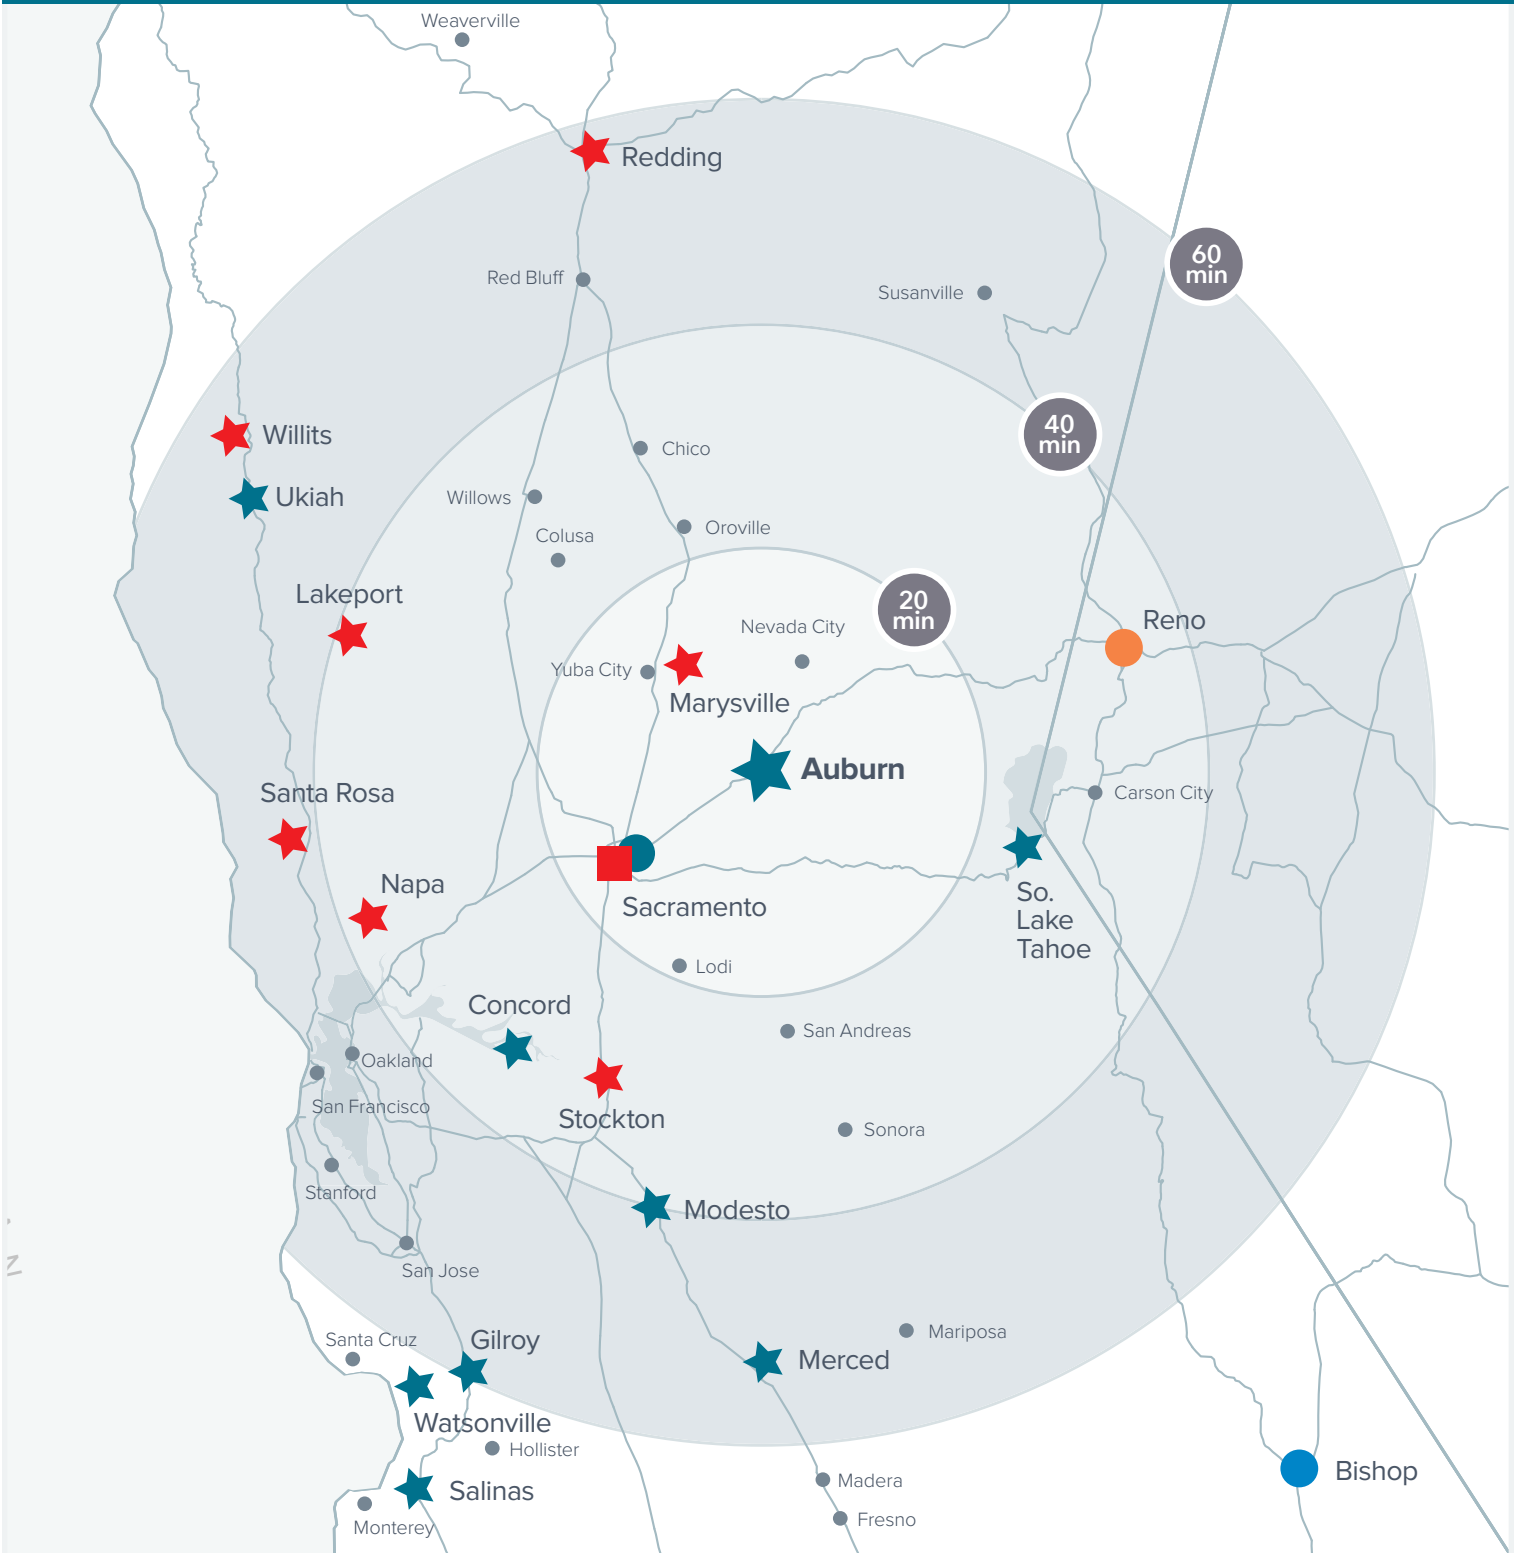 Weaverville
Redding
60
min
Red Bluff
Susanville
40
min
Willits
Chico
Ukiah
Willows
Oroville
Colusa
Lakeport
20
min
Nevada City
Reno
Yuba City
Marysville
Auburn
Santa Rosa
Carson City
Napa
So.
Lake
Tahoe
Sacramento
Lodi
Concord
San Andreas
Oakland
San Francisco
Stockton
Sonora
Stanford
Modesto
San Jose
Santa Cruz
Gilroy
Mariposa
Merced
Watsonville
Hollister
Bishop
Madera
Salinas
Fresno
Monterey